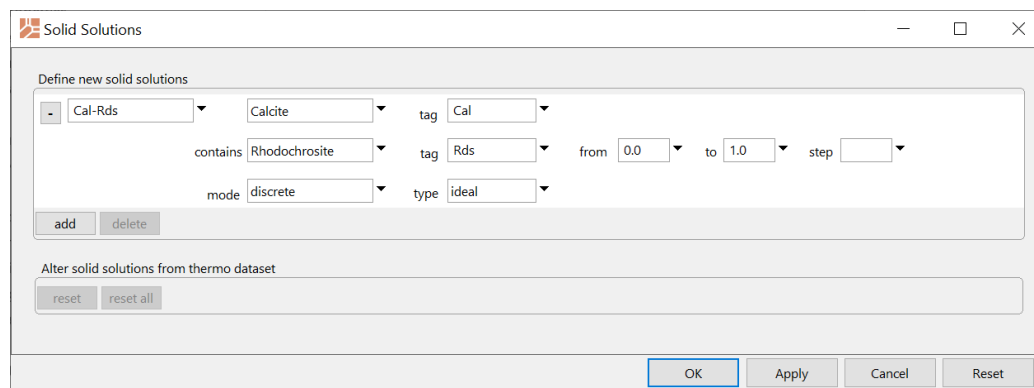 Solid Solutions
Define new solid solutions
- Cal-Rds Calcite tag Cal
contains Rhodochrosite tag Rds from 0.0 to 1.0 step
mode discrete type ideal
add delete
Alter solid solutions from thermo dataset
reset reset all
OK Apply Cancel Reset